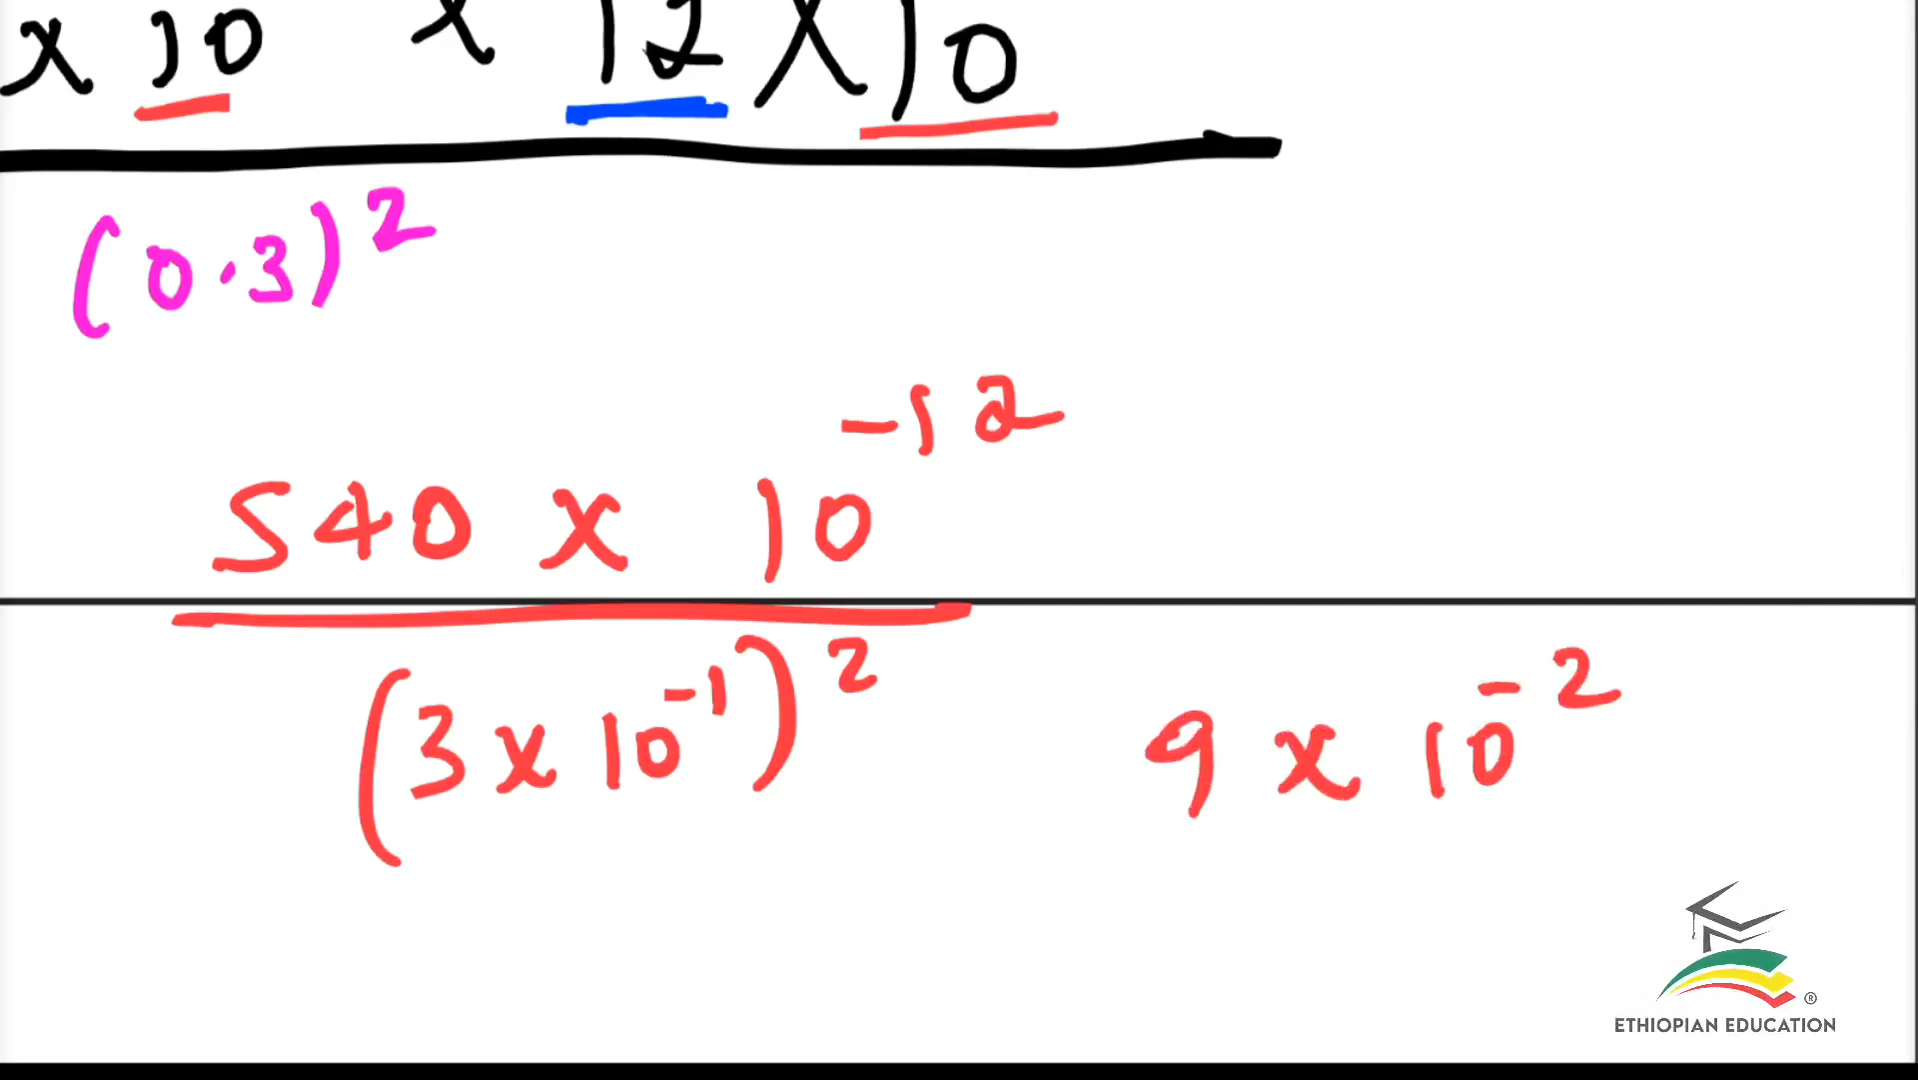 x 10 x 12 x 10
(0.3)²
540 x 10⁻¹²
(3 x 10⁻¹)² 9 x 10⁻²
ETHIOPIAN EDUCATION ®